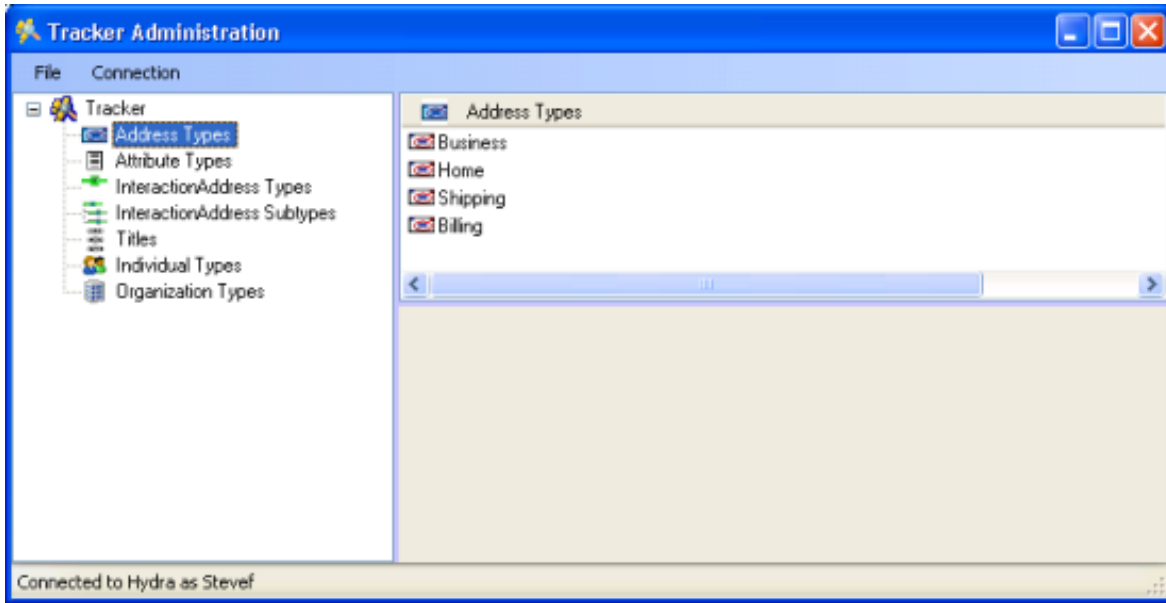 Tracker Administration
File Connection
Tracker
Address Types
Attribute Types
InteractionAddress Types
InteractionAddress Subtypes
Titles
Individual Types
Organization Types
Address Types
Business
Home
Shipping
Billing
Connected to Hydra as Stevef